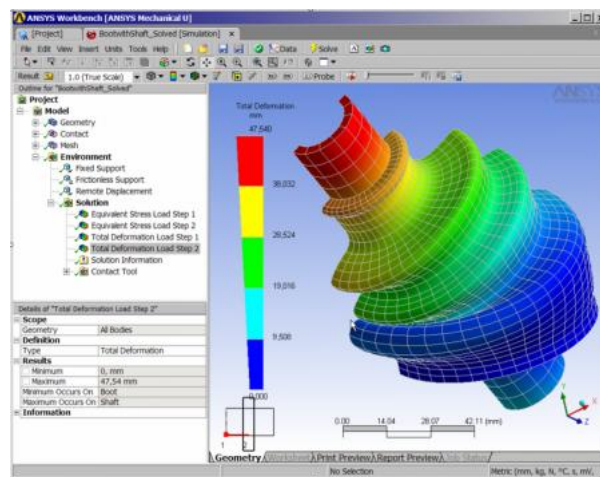 ANSYS Workbench [ANSYS Mechanical U]
[Project] BootwithShaft_Solved [Simulation] x
File Edit View Insert Units Tools Help Data Solve
Result 1.0 (True Scale) Probe
Outline for "BootwithShaft_Solved"
Project
Model
Geometry
Contact
Mesh
Environment
Fixed Support
Frictionless Support
Remote Displacement
Solution
Equivalent Stress Load Step 1
Equivalent Stress Load Step 2
Total Deformation Load Step 1
Total Deformation Load Step 2
Solution Information
Contact Tool
Details of "Total Deformation Load Step 2"
Scope
Geometry All Bodies
Definition
Type Total Deformation
Results
Minimum 0, mm
Maximum 47,54 mm
Minimum Occurs On Boot
Maximum Occurs On Shaft
Information
Total Deformation
mm
47,540
38,032
28,524
19,016
9,508
0,000
1 2
0.00 14.04 28.07 42.11 (mm)
Y
X
Z
Geometry Worksheet Print Preview Report Preview Job Status
No Selection Metric (mm, kg, N, °C, s, mV,